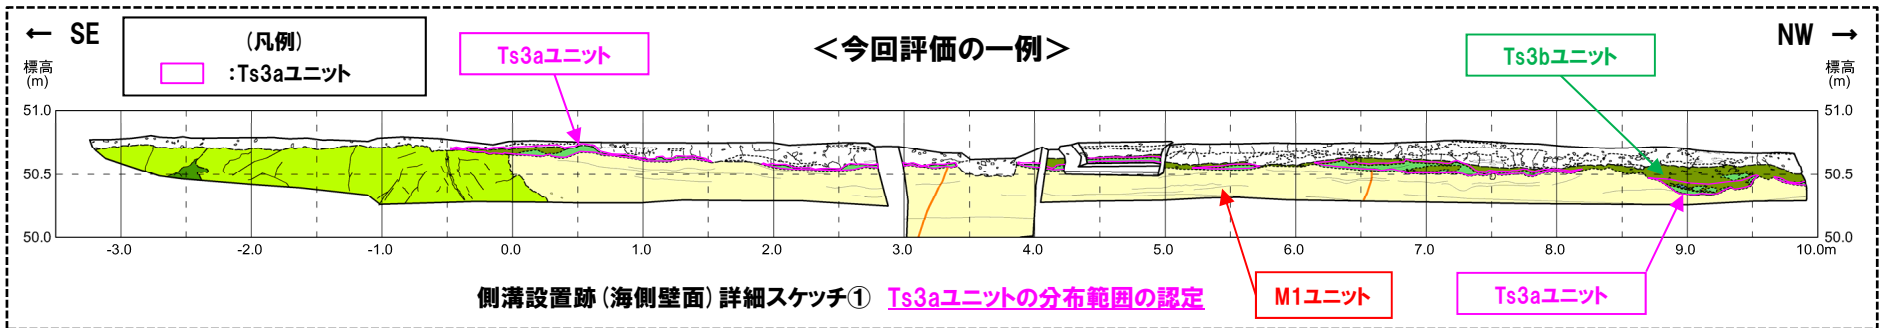 ← SE
(凡例)
:Ts3aユニット
Ts3aユニット
＜今回評価の一例＞
Ts3bユニット
NW →
標高
(m)
標高
(m)
51.0
51.0
50.5
50.5
50.0
50.0
-3.0
-2.0
-1.0
0.0
1.0
2.0
3.0
4.0
5.0
6.0
7.0
8.0
9.0
10.0m
側溝設置跡(海側壁面)詳細スケッチ① Ts3aユニットの分布範囲の認定
M1ユニット
Ts3aユニット